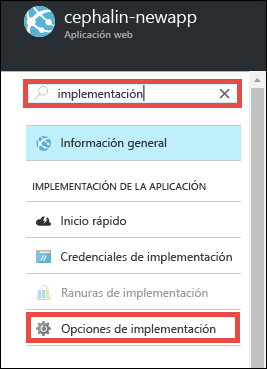 cephalin-newapp
Aplicación web
implementación
Información general
IMPLEMENTACIÓN DE LA APLICACIÓN
Inicio rápido
Credenciales de implementación
Ranuras de implementación
Opciones de implementación